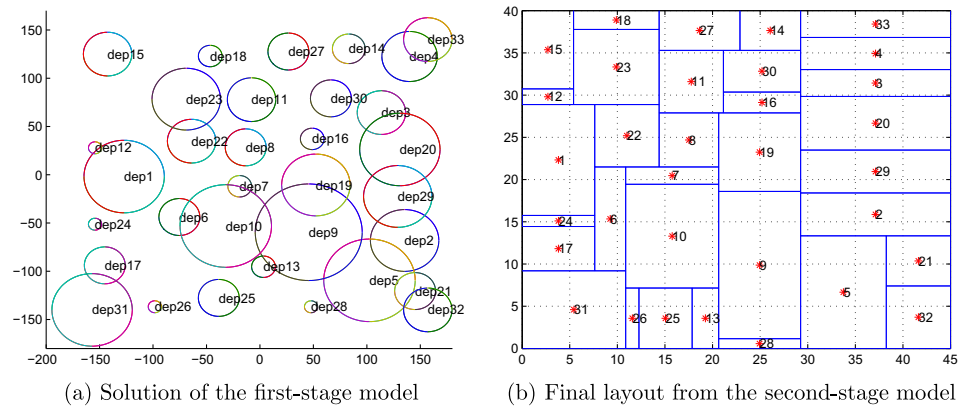 150
100
50
0
−50
−100
−150
−200 −150 −100 −50 0 50 100 150
dep33
dep4
dep15
dep18
dep27
dep14
dep23
dep11
dep30
dep3
dep22
dep8
dep16
dep12
dep20
dep1
dep7
dep19
dep29
dep24
dep6
dep10
dep9
dep2
dep17
dep13
dep5
dep21
dep31
dep26
dep25
dep28
dep32
(a) Solution of the first-stage model
40
35
30
25
20
15
10
5
0
0 5 10 15 20 25 30 35 40 45
18
27
14
33
15
4
23
11
30
3
12
16
22
8
20
1
19
7
29
24
6
2
10
17
9
21
31
5
26
25
13
32
28
(b) Final layout from the second-stage model